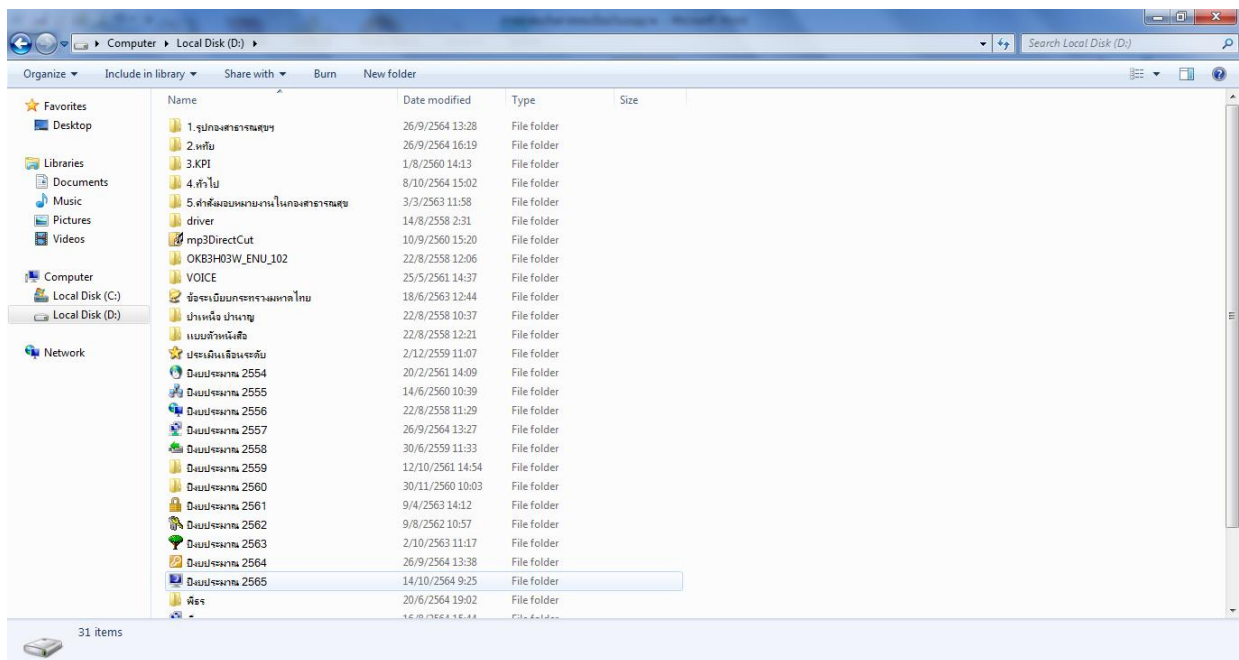 Computer ▸ Local Disk (D:) ▸
Search Local Disk (D:)
Organize Include in library Share with Burn New folder
Name Date modified Type Size
Favorites
Desktop
Libraries
Documents
Music
Pictures
Videos
Computer
Local Disk (C:)
Local Disk (D:)
Network
1.รูปกองสาธารณสุขฯ 26/9/2564 13:28 File folder
2.หทัย 26/9/2564 16:19 File folder
3.KPI 1/8/2560 14:13 File folder
4.ทั่วไป 8/10/2564 15:02 File folder
5.คำสั่งมอบหมายงานในกองสาธารณสุข 3/3/2563 11:58 File folder
driver 14/8/2558 2:31 File folder
mp3DirectCut 10/9/2560 15:20 File folder
OKB3H03W_ENU_102 22/8/2558 12:06 File folder
VOICE 25/5/2561 14:37 File folder
ข้อระเบียบกระทรวงมหาดไทย 18/6/2563 12:44 File folder
22/8/2558 10:37 File folder
แบบตัวหนังสือ 22/8/2558 12:21 File folder
ประเมินเลื่อนระดับ 2/12/2559 11:07 File folder
ปีงบประมาณ 2554 20/2/2561 14:09 File folder
ปีงบประมาณ 2555 14/6/2560 10:39 File folder
ปีงบประมาณ 2556 22/8/2558 11:29 File folder
ปีงบประมาณ 2557 26/9/2564 13:27 File folder
ปีงบประมาณ 2558 30/6/2559 11:33 File folder
ปีงบประมาณ 2559 12/10/2561 14:54 File folder
ปีงบประมาณ 2560 30/11/2560 10:03 File folder
ปีงบประมาณ 2561 9/4/2563 14:12 File folder
ปีงบประมาณ 2562 9/8/2562 10:57 File folder
ปีงบประมาณ 2563 2/10/2563 11:17 File folder
ปีงบประมาณ 2564 26/9/2564 13:38 File folder
ปีงบประมาณ 2565 14/10/2564 9:25 File folder
พีธร 20/6/2564 19:02 File folder
31 items